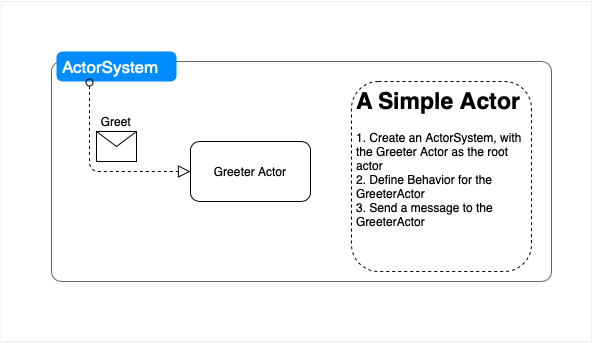 ActorSystem
Greet
Greeter Actor
A Simple Actor
1. Create an ActorSystem, with
the Greeter Actor as the root
actor
2. Define Behavior for the
GreeterActor
3. Send a message to the
GreeterActor